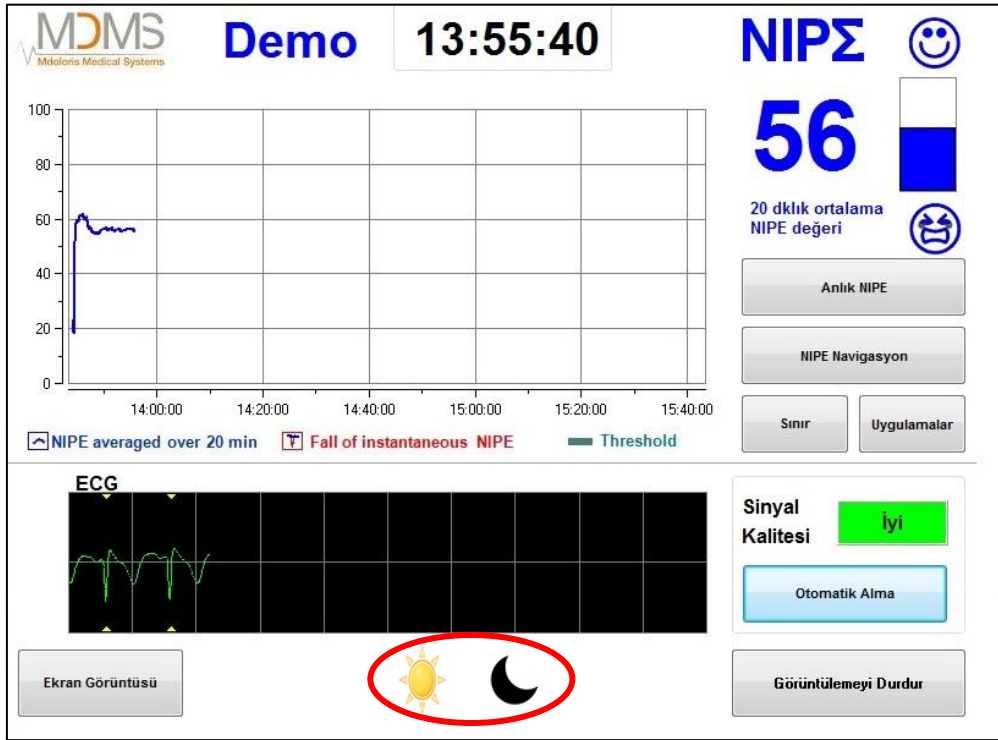 MDMS
Mdoloris Medical Systems
Demo
13:55:40
NIPΣ
56
20 dklık ortalama
NIPE değeri
100
80
60
40
20
0
14:00:00 14:20:00 14:40:00 15:00:00 15:20:00 15:40:00
NIPE averaged over 20 min Fall of instantaneous NIPE Threshold
Anlık NIPE
NIPE Navigasyon
Sınır Uygulamalar
ECG
Sinyal
Kalitesi
İyi
Otomatik Alma
Ekran Görüntüsü
Görüntülemeyi Durdur